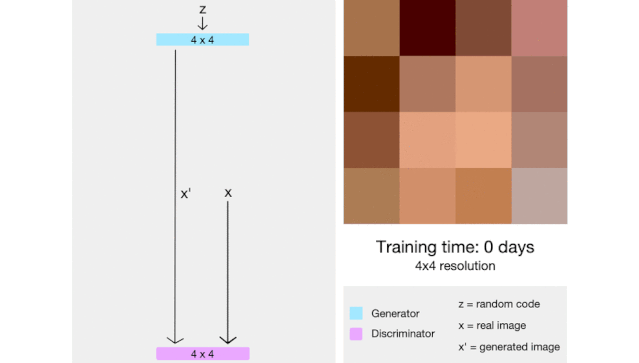 z
4 x 4
x'
x
4 x 4
Training time: 0 days
4x4 resolution
Generator
Discriminator
z = random code
x = real image
x' = generated image